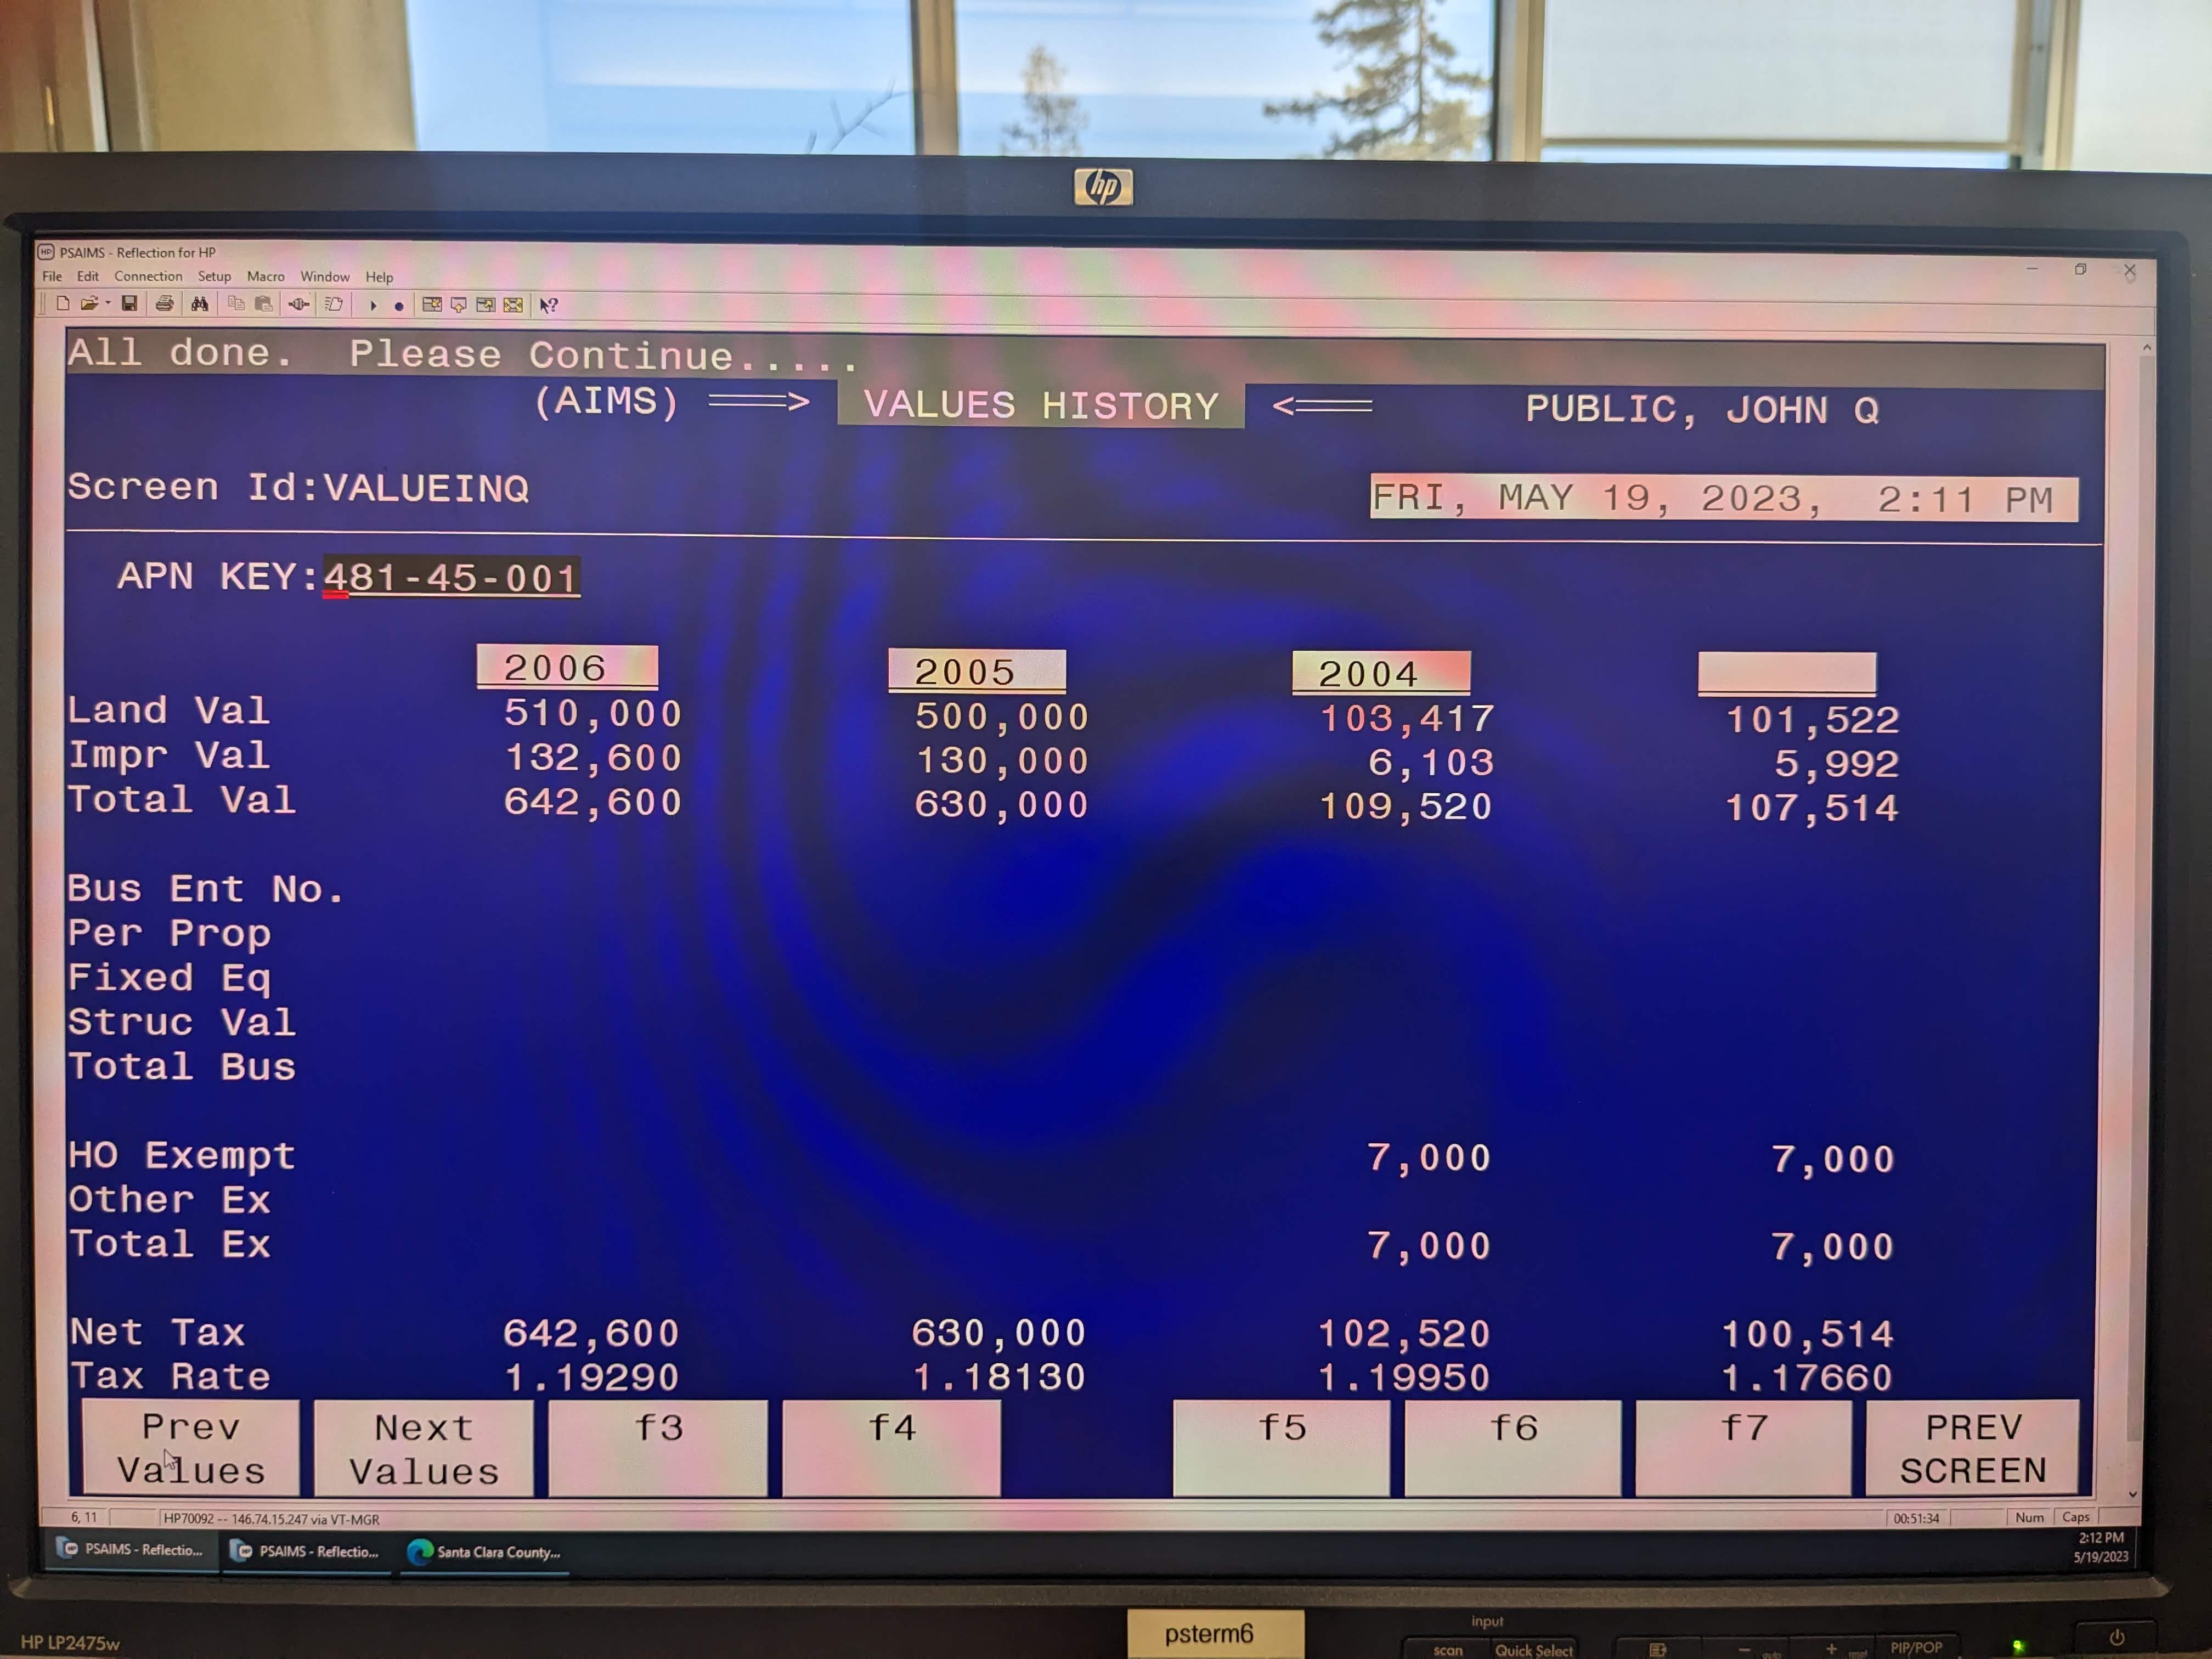 hp
PSAIMS - Reflection for HP
File Edit Connection Setup Macro Window Help
All done. Please Continue.....
(AIMS) ===> VALUES HISTORY <=== PUBLIC, JOHN Q
Screen Id:VALUEINQ FRI, MAY 19, 2023, 2:11 PM
APN KEY:481-45-001
2006 2005 2004
Land Val 510,000 500,000 103,417 101,522
Impr Val 132,600 130,000 6,103 5,992
Total Val 642,600 630,000 109,520 107,514
Bus Ent No.
Per Prop
Fixed Eq
Struc Val
Total Bus
HO Exempt 7,000 7,000
Other Ex
Total Ex 7,000 7,000
Net Tax 642,600 630,000 102,520 100,514
Tax Rate 1.19290 1.18130 1.19950 1.17660
Prev Next f3 f4 f5 f6 f7 PREV
Values Values SCREEN
6, 11 HP70092 -- 146.74.15.247 via VT-MGR 00:51:34 Num Caps
PSAIMS - Reflectio... PSAIMS - Reflectio... Santa Clara County... 2:12 PM
5/19/2023
HP LP2475w psterm6 input
scan Quick Select - + PIP/POP